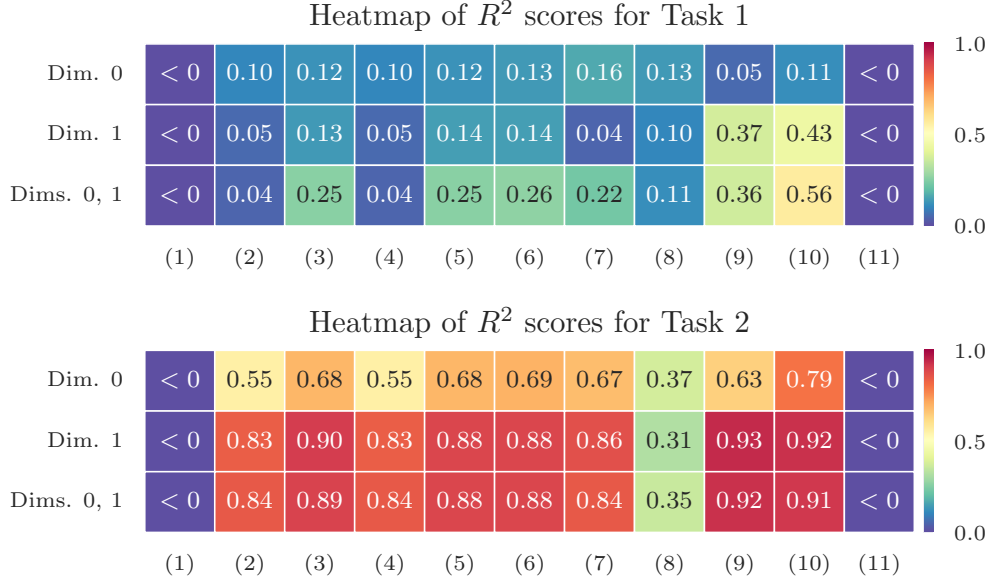 Heatmap of R² scores for Task 1
Dim. 0 < 0 0.10 0.12 0.10 0.12 0.13 0.16 0.13 0.05 0.11 < 0
Dim. 1 < 0 0.05 0.13 0.05 0.14 0.14 0.04 0.10 0.37 0.43 < 0
Dims. 0, 1 < 0 0.04 0.25 0.04 0.25 0.26 0.22 0.11 0.36 0.56 < 0
(1) (2) (3) (4) (5) (6) (7) (8) (9) (10) (11)
1.0
0.5
0.0
Heatmap of R² scores for Task 2
Dim. 0 < 0 0.55 0.68 0.55 0.68 0.69 0.67 0.37 0.63 0.79 < 0
Dim. 1 < 0 0.83 0.90 0.83 0.88 0.88 0.86 0.31 0.93 0.92 < 0
Dims. 0, 1 < 0 0.84 0.89 0.84 0.88 0.88 0.84 0.35 0.92 0.91 < 0
(1) (2) (3) (4) (5) (6) (7) (8) (9) (10) (11)
1.0
0.5
0.0